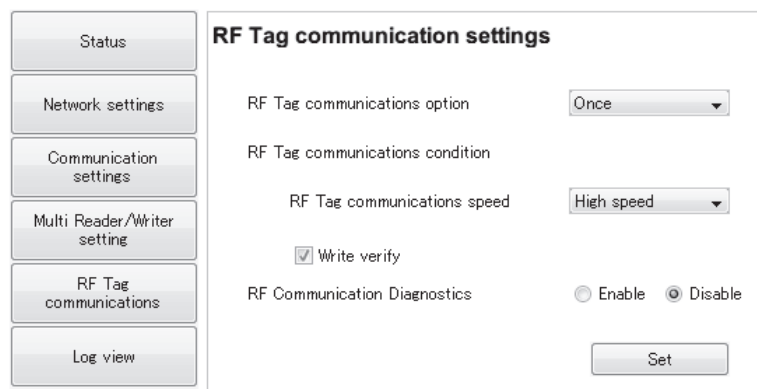 Status
Network settings
Communication
settings
Multi Reader/Writer
setting
RF Tag
communications
Log view
RF Tag communication settings
RF Tag communications option
Once
RF Tag communications condition
RF Tag communications speed
High speed
Write verify
RF Communication Diagnostics
Enable
Disable
Set